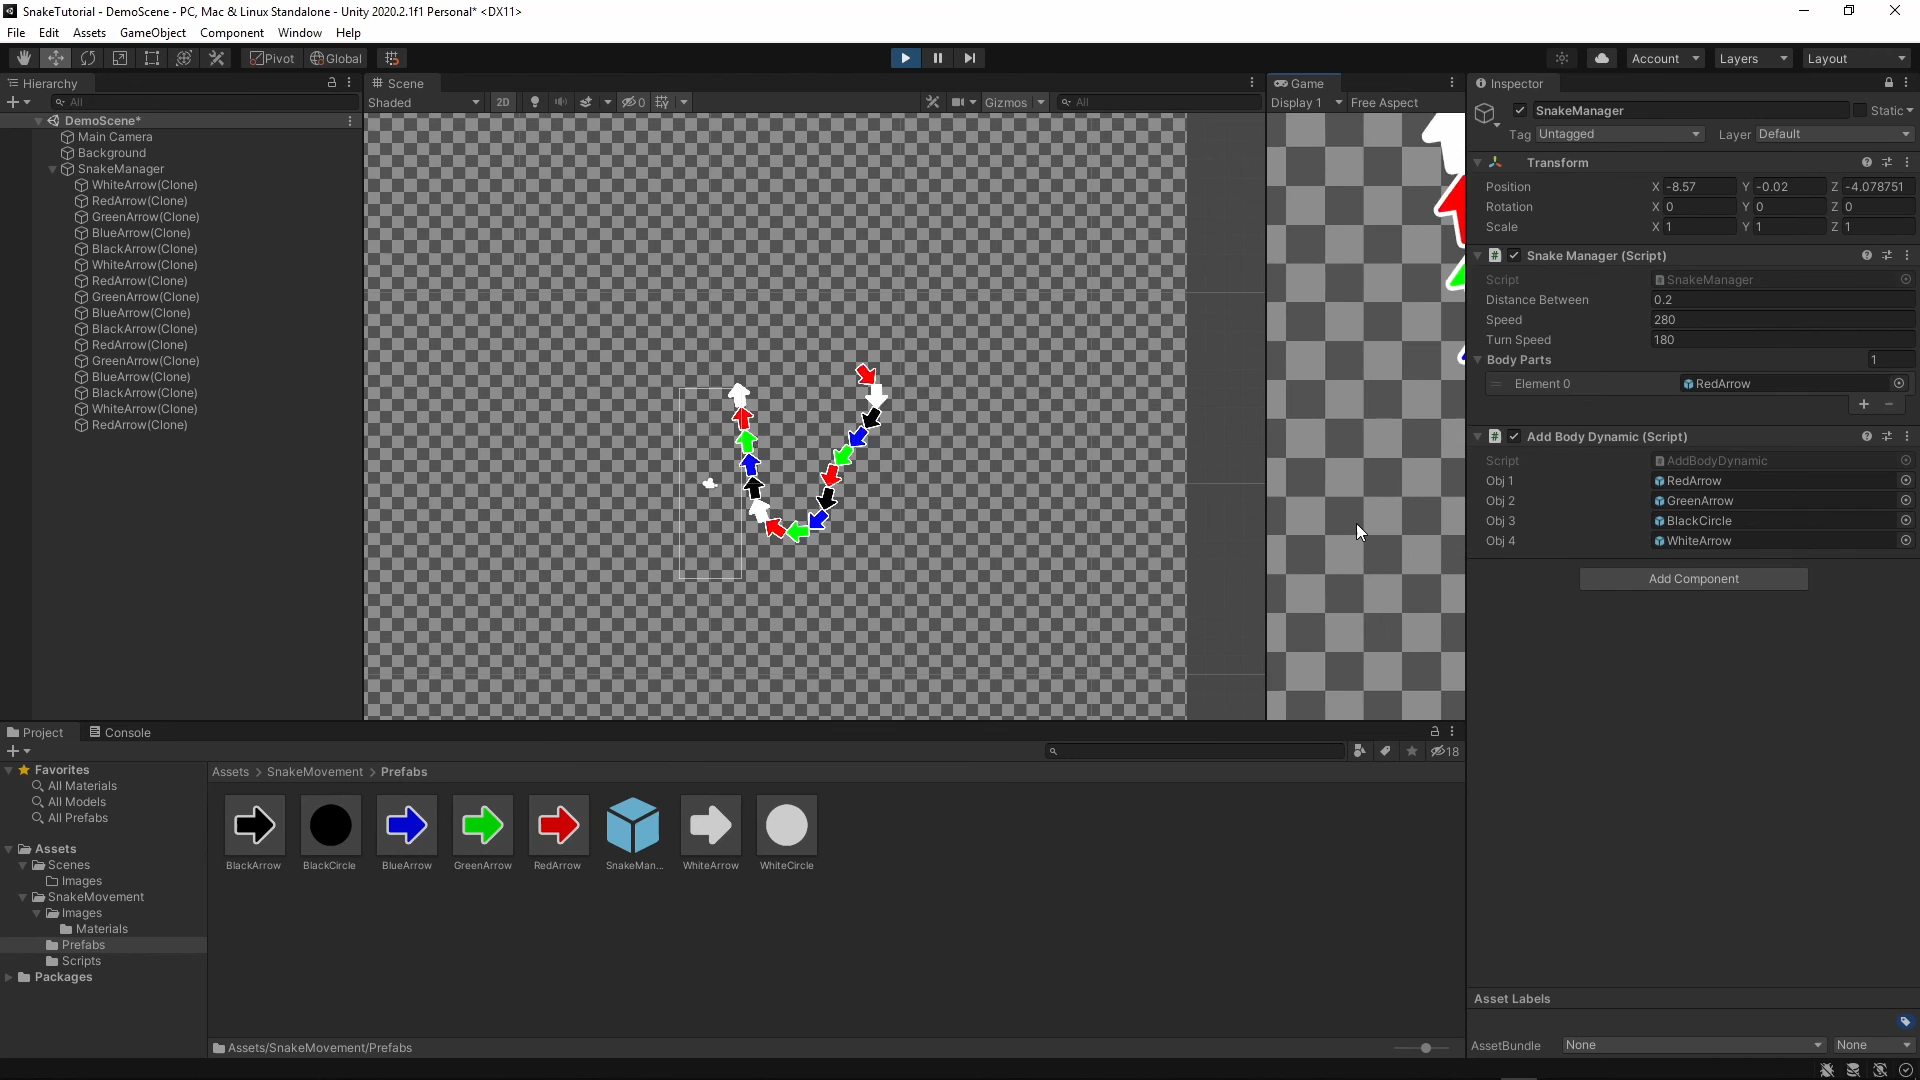 SnakeTutorial - DemoScene - PC, Mac & Linux Standalone - Unity 2020.2.1f1 Personal* <DX11>
File Edit Assets GameObject Component Window Help
Pivot Global Account Layers Layout
Hierarchy
All
DemoScene*
Main Camera
Background
SnakeManager
WhiteArrow(Clone)
RedArrow(Clone)
GreenArrow(Clone)
BlueArrow(Clone)
BlackArrow(Clone)
WhiteArrow(Clone)
RedArrow(Clone)
GreenArrow(Clone)
BlueArrow(Clone)
BlackArrow(Clone)
RedArrow(Clone)
GreenArrow(Clone)
BlueArrow(Clone)
BlackArrow(Clone)
WhiteArrow(Clone)
RedArrow(Clone)
Scene
Shaded 2D 0 Gizmos All
Game
Display 1 Free Aspect
Inspector
SnakeManager Static
Tag Untagged Layer Default
Transform
Position X -8.57 Y -0.02 Z -4.078751
Rotation X 0 Y 0 Z 0
Scale X 1 Y 1 Z 1
Snake Manager (Script)
Script SnakeManager
Distance Between 0.2
Speed 280
Turn Speed 180
Body Parts 1
Element 0 RedArrow
Add Body Dynamic (Script)
Script AddBodyDynamic
Obj 1 RedArrow
Obj 2 GreenArrow
Obj 3 BlackCircle
Obj 4 WhiteArrow
Add Component
Asset Labels
AssetBundle None None
Project Console
18
Favorites
All Materials
All Models
All Prefabs
Assets
Scenes
Images
SnakeMovement
Images
Materials
Prefabs
Scripts
Packages
Assets > SnakeMovement > Prefabs
BlackArrow BlackCircle BlueArrow GreenArrow RedArrow SnakeMan... WhiteArrow WhiteCircle
Assets/SnakeMovement/Prefabs